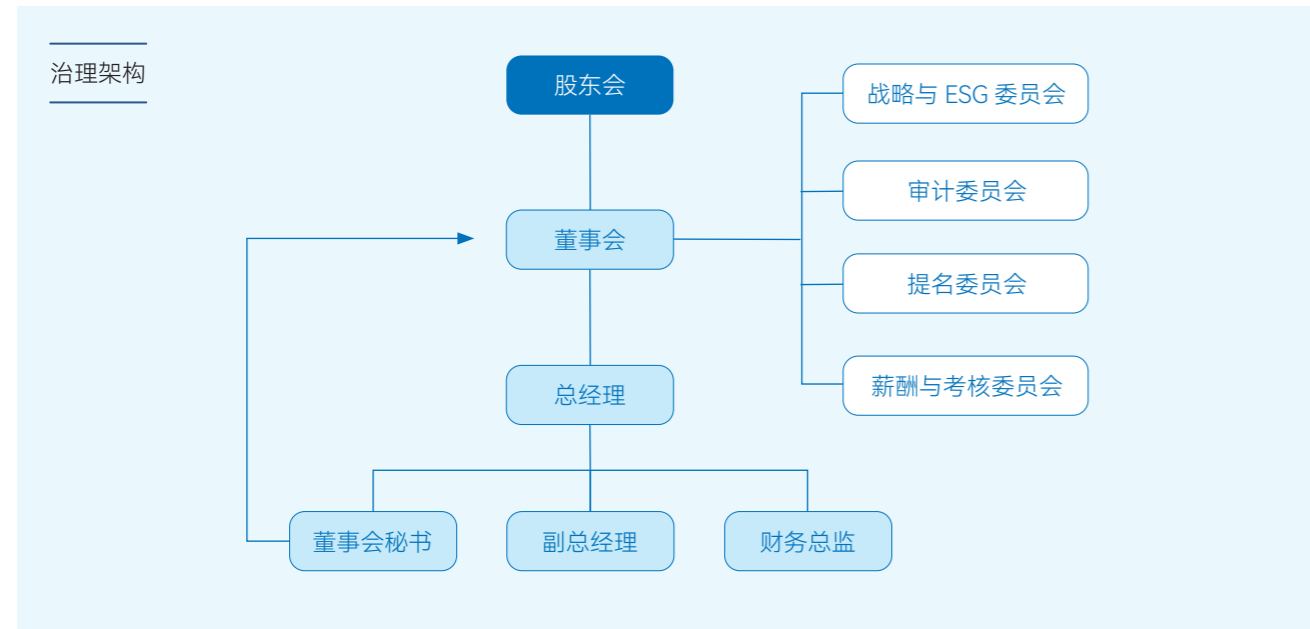 治理架构
股东会
董事会
总经理
董事会秘书
副总经理
财务总监
战略与 ESG 委员会
审计委员会
提名委员会
薪酬与考核委员会